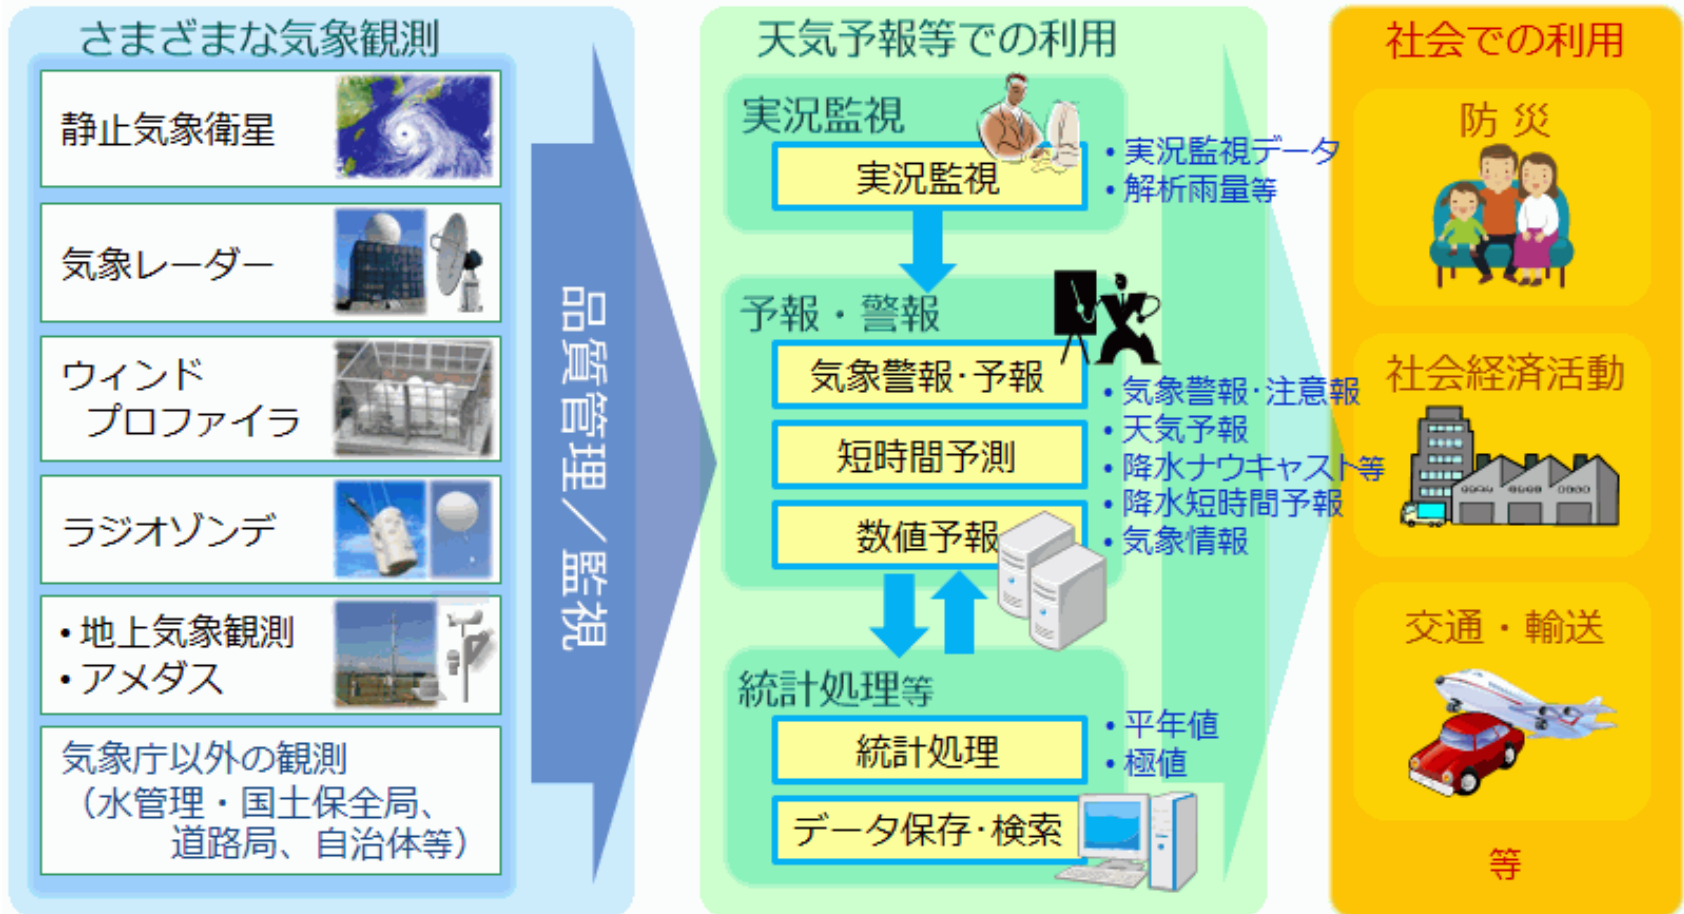 さまざまな気象観測
静止気象衛星
気象レーダー
ウィンド
プロファイラ
ラジオゾンデ
・地上気象観測
・アメダス
気象庁以外の観測
（水管理・国土保全局、
道路局、自治体等）
品質管理／監視
天気予報等での利用
実況監視
実況監視
・実況監視データ
・解析雨量等
予報・警報
気象警報・予報
短時間予測
数値予報
・気象警報・注意報
・天気予報
・降水ナウキャスト等
・降水短時間予報
・気象情報
統計処理等
統計処理
データ保存・検索
・平年値
・極値
社会での利用
防 災
社会経済活動
交通・輸送
等